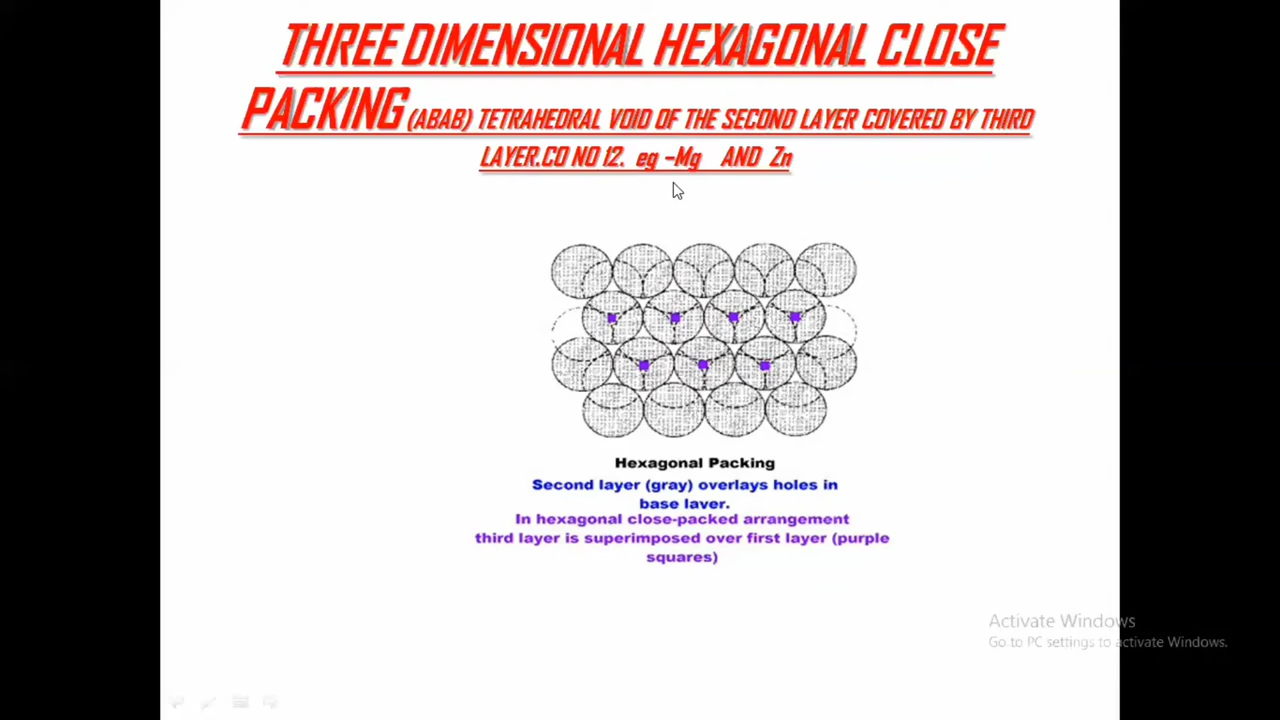 THREE DIMENSIONAL HEXAGONAL CLOSE
PACKING (ABAB) TETRAHEDRAL VOID OF THE SECOND LAYER COVERED BY THIRD
LAYER.CO NO 12. eg –Mg AND Zn
Hexagonal Packing
Second layer (gray) overlays holes in
base layer.
In hexagonal close-packed arrangement
third layer is superimposed over first layer (purple
squares)
Activate Windows
Go to PC settings to activate Windows.